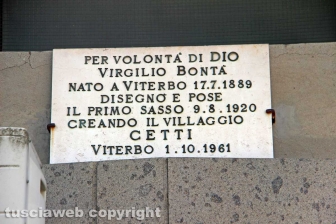 PER VOLONTÀ DI DIO
VIRGILIO BONTÀ
NATO A VITERBO 17.7.1889
DISEGNÒ E POSE
IL PRIMO SASSO 9.8.1920
CREANDO IL VILLAGGIO
CETTI
VITERBO 1.10.1961
tusciaweb copyright